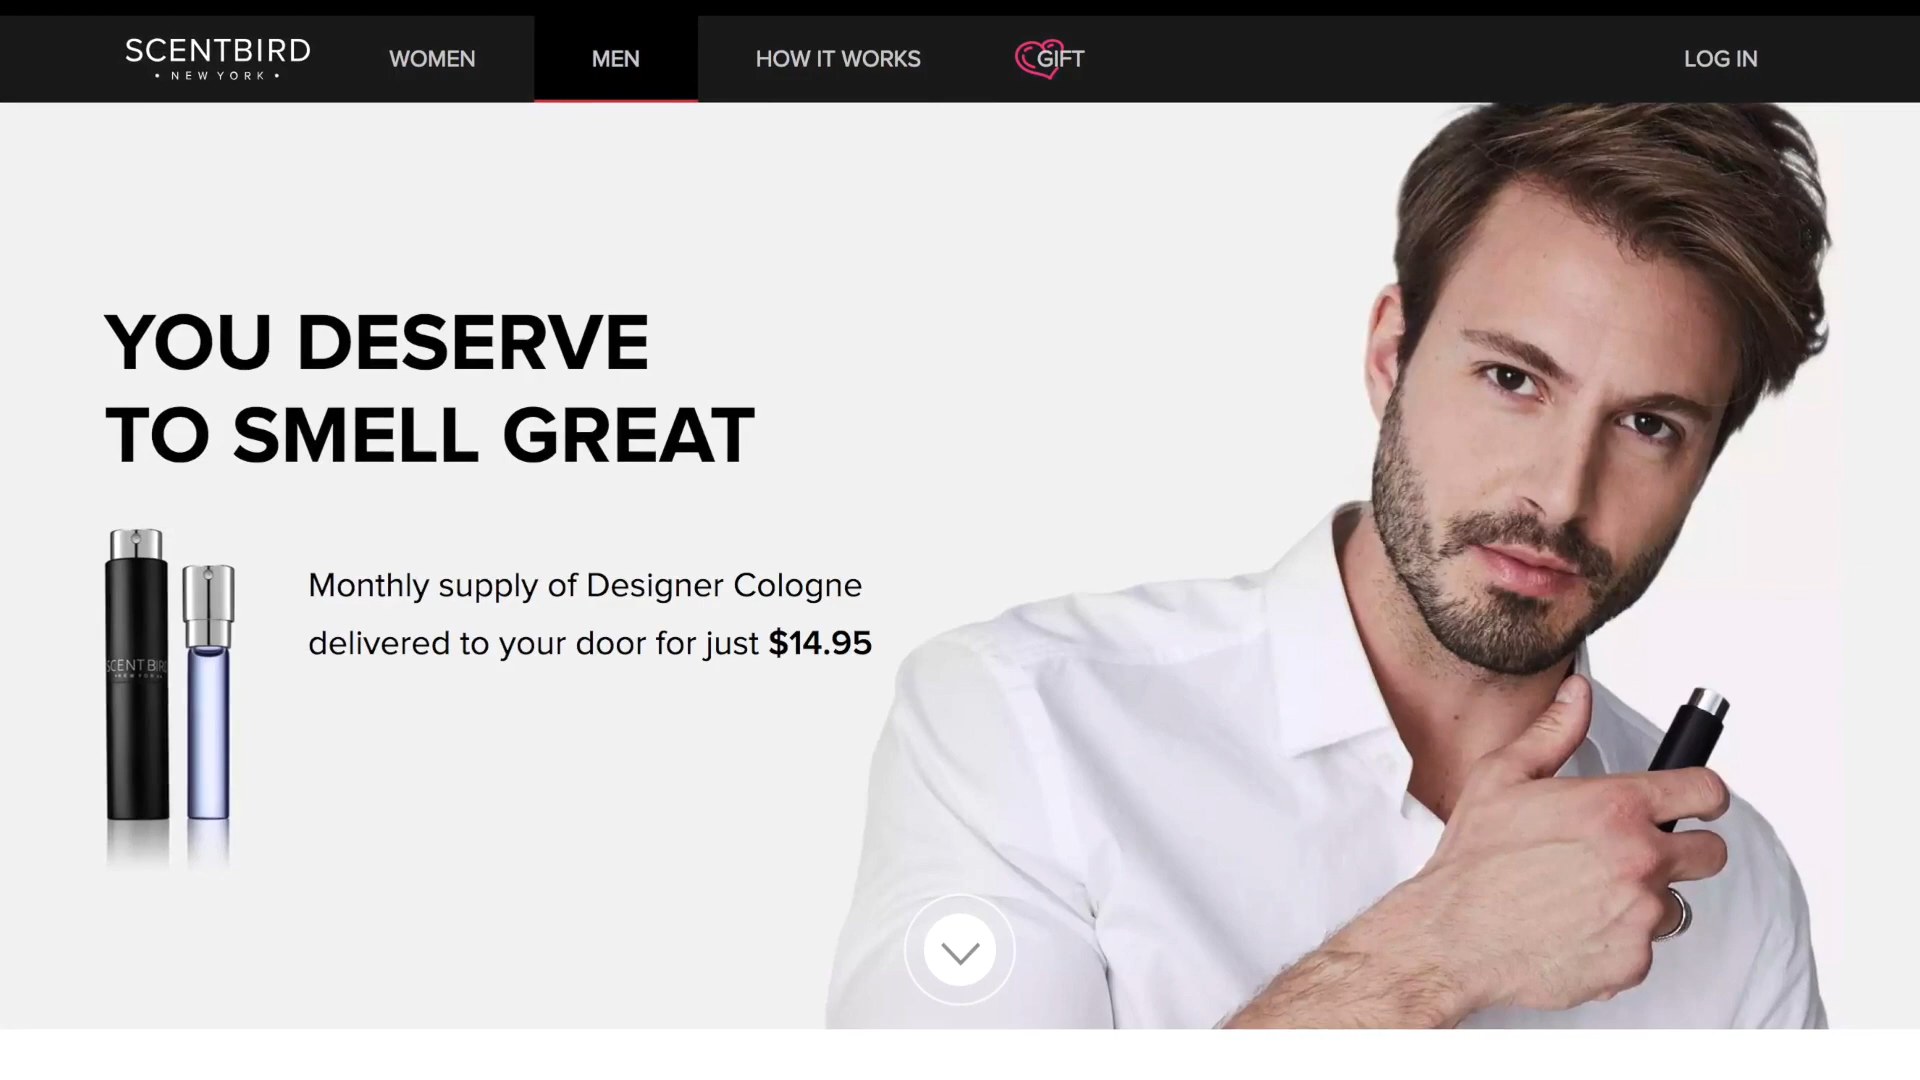 SCENTBIRD
• NEW YORK •
WOMEN
MEN
HOW IT WORKS
GIFT
LOG IN
YOU DESERVE
TO SMELL GREAT
Monthly supply of Designer Cologne
delivered to your door for just $14.95
SCENTBIRD
•NEW YORK•